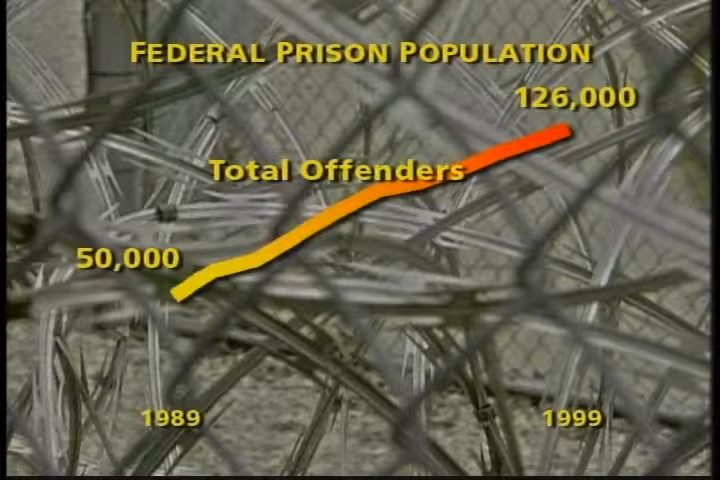 FEDERAL PRISON POPULATION
126,000
Total Offenders
50,000
1989 1999